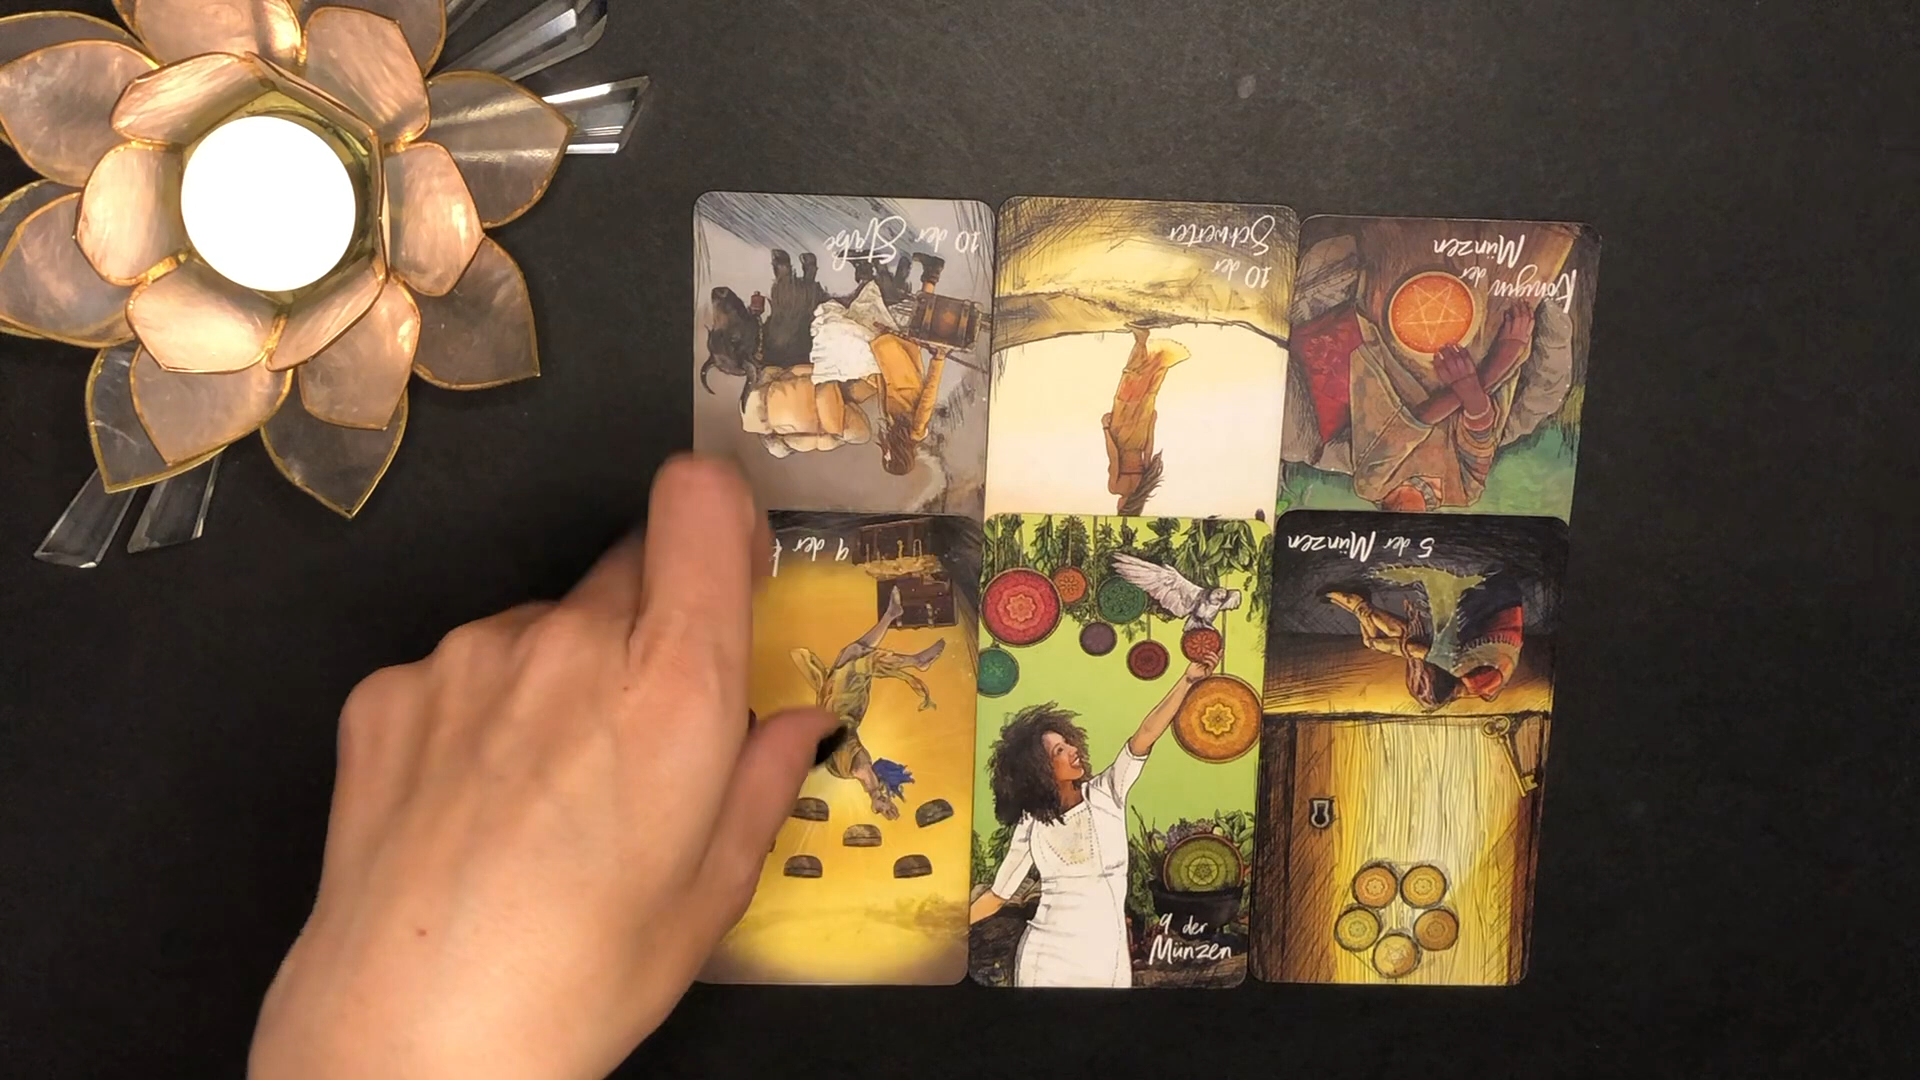 10 der Stäbe
10 der
Schwerter
Königin der
Münzen
9 der
5 der Münzen
9 der
Münzen